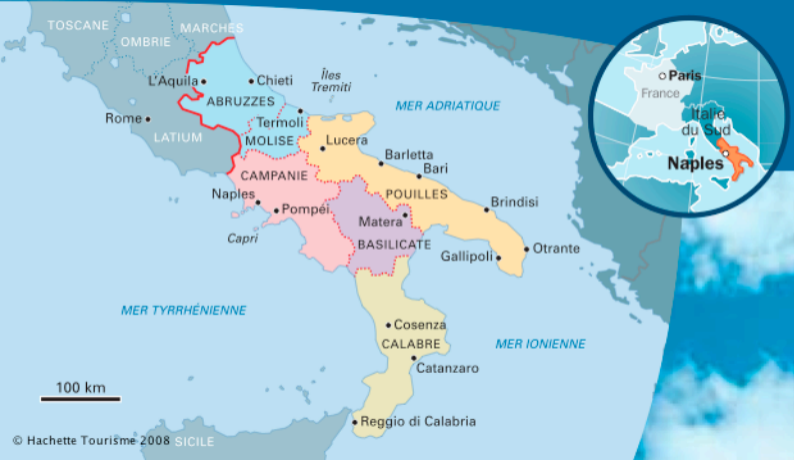 TOSCANE
OMBRIE
MARCHES
L'Aquila
Chieti
Îles
Tremiti
ABRUZZES
MER ADRIATIQUE
Rome
Termoli
LATIUM
MOLISE
Lucera
Barletta
Bari
CAMPANIE
POUILLES
Naples
Pompéi
Brindisi
Matera
Capri
BASILICATE
Otrante
Gallipoli
MER TYRRHÉNIENNE
Cosenza
CALABRE
MER IONIENNE
Catanzaro
100 km
Reggio di Calabria
© Hachette Tourisme 2008
SICILE
Paris
France
Italie
du Sud
Naples